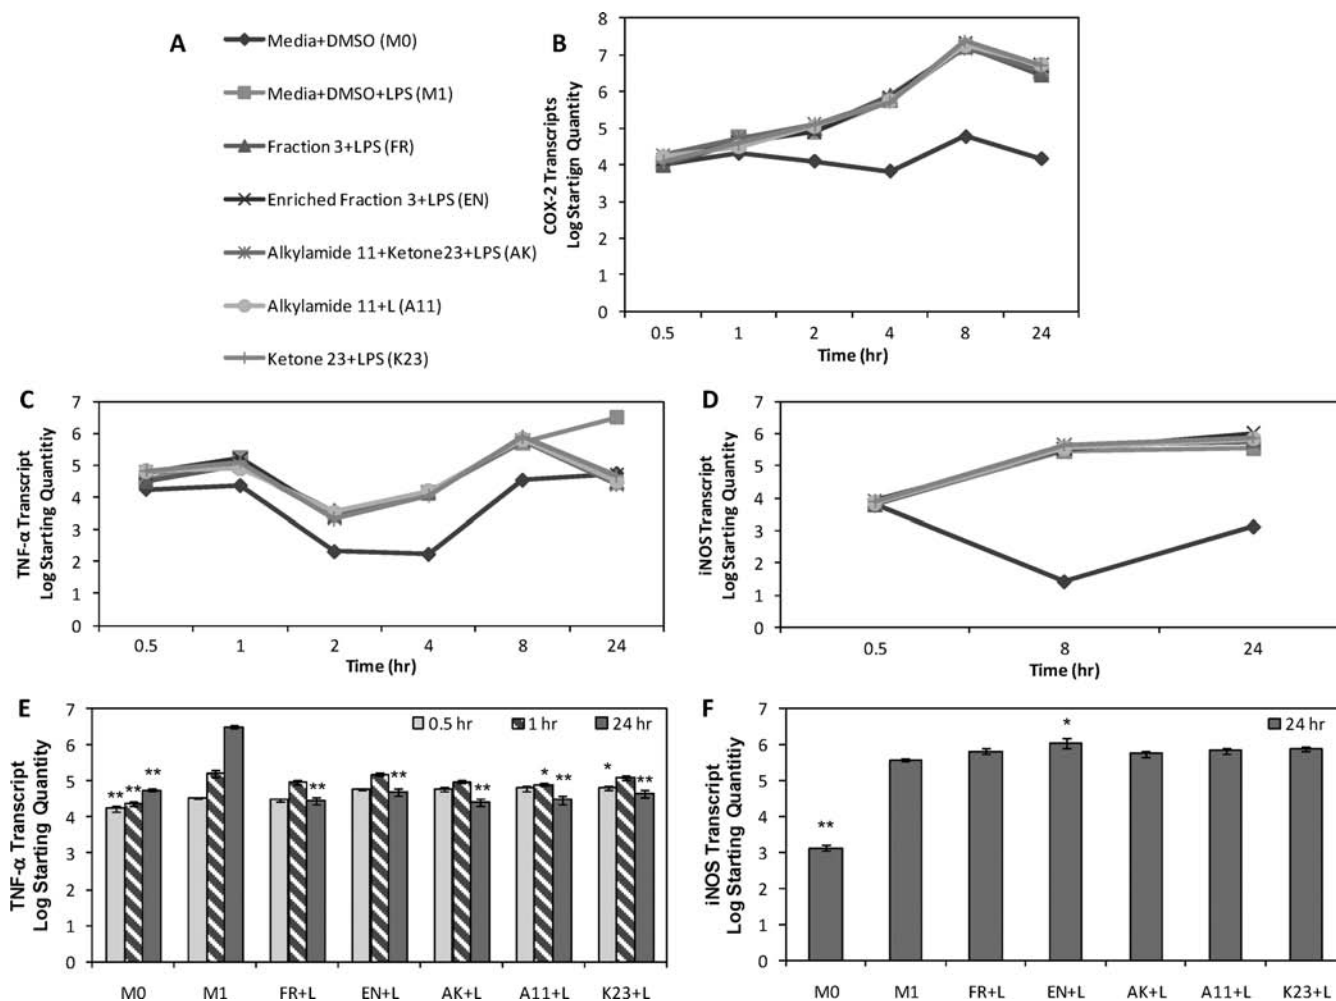 A
Media+DMSO (M0)
Media+DMSO+LPS (M1)
Fraction 3+LPS (FR)
Enriched Fraction 3+LPS (EN)
Alkylamide 11+Ketone23+LPS (AK)
Alkylamide 11+L (A11)
Ketone 23+LPS (K23)
B
COX-2 Transcripts
Log Startign Quantity
8
7
6
5
4
3
2
1
0
0.5 1 2 4 8 24
Time (hr)
C
TNF-α Transcript
Log Starting Quantity
7
6
5
4
3
2
1
0
0.5 1 2 4 8 24
Time (hr)
D
iNOS Transcript
Log Starting Quantity
7
6
5
4
3
2
1
0
0.5 8 24
Time (hr)
E
TNF-α Transcript
Log Starting Quantity
7
6
5
4
3
2
1
0
0.5 hr 1 hr 24 hr
** ** ** ** ** ** * ** * **
M0 M1 FR+L EN+L AK+L A11+L K23+L
F
iNOS Transcript
Log Starting Quantitiy
7
6
5
4
3
2
1
0
24 hr
** *
M0 M1 FR+L EN+L AK+L A11+L K23+L